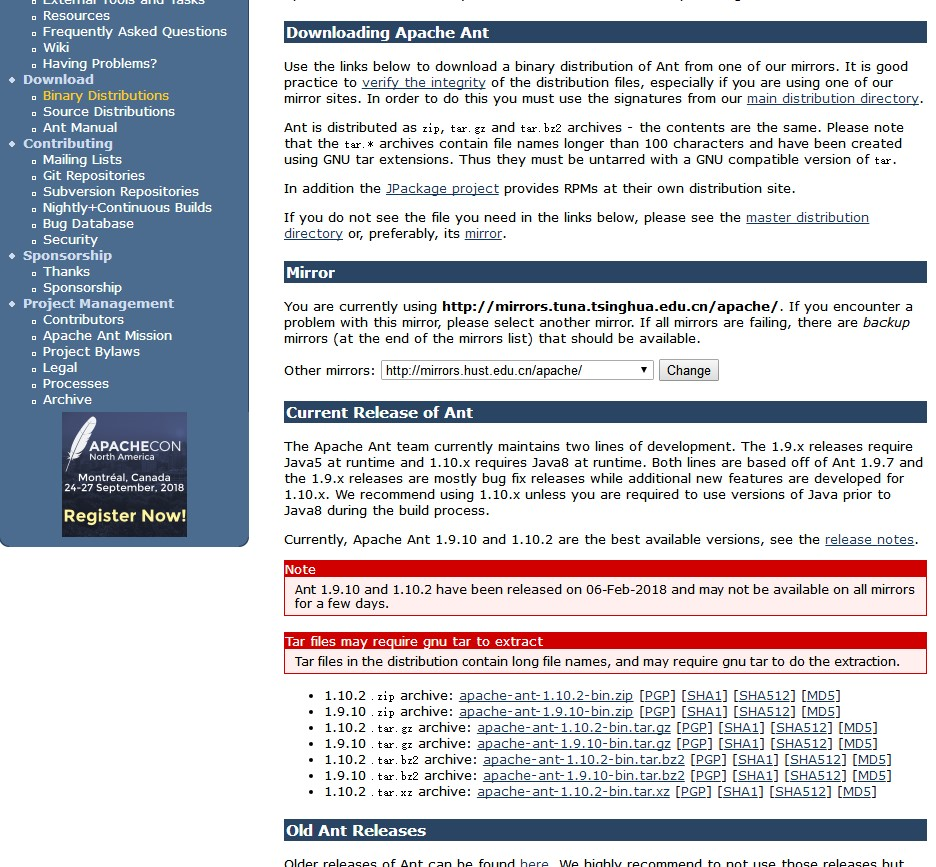 External Tools and Tasks
Resources
Frequently Asked Questions
Wiki
Having Problems?
Download
Binary Distributions
Source Distributions
Ant Manual
Contributing
Mailing Lists
Git Repositories
Subversion Repositories
Nightly+Continuous Builds
Bug Database
Security
Sponsorship
Thanks
Sponsorship
Project Management
Contributors
Apache Ant Mission
Project Bylaws
Legal
Processes
Archive
APACHECON
North America
Montréal, Canada
24-27 September, 2018
Register Now!
Downloading Apache Ant
Use the links below to download a binary distribution of Ant from one of our mirrors. It is good
practice to verify the integrity of the distribution files, especially if you are using one of our
mirror sites. In order to do this you must use the signatures from our main distribution directory.
Ant is distributed as zip, tar.gz and tar.bz2 archives - the contents are the same. Please note
that the tar.* archives contain file names longer than 100 characters and have been created
using GNU tar extensions. Thus they must be untarred with a GNU compatible version of tar.
In addition the JPackage project provides RPMs at their own distribution site.
If you do not see the file you need in the links below, please see the master distribution
directory or, preferably, its mirror.
Mirror
You are currently using http://mirrors.tuna.tsinghua.edu.cn/apache/. If you encounter a
problem with this mirror, please select another mirror. If all mirrors are failing, there are backup
mirrors (at the end of the mirrors list) that should be available.
Other mirrors: http://mirrors.hust.edu.cn/apache/ Change
Current Release of Ant
The Apache Ant team currently maintains two lines of development. The 1.9.x releases require
Java5 at runtime and 1.10.x requires Java8 at runtime. Both lines are based off of Ant 1.9.7 and
the 1.9.x releases are mostly bug fix releases while additional new features are developed for
1.10.x. We recommend using 1.10.x unless you are required to use versions of Java prior to
Java8 during the build process.
Currently, Apache Ant 1.9.10 and 1.10.2 are the best available versions, see the release notes.
Note
Ant 1.9.10 and 1.10.2 have been released on 06-Feb-2018 and may not be available on all mirrors
for a few days.
Tar files may require gnu tar to extract
Tar files in the distribution contain long file names, and may require gnu tar to do the extraction.
1.10.2 .zip archive: apache-ant-1.10.2-bin.zip [PGP] [SHA1] [SHA512] [MD5]
1.9.10 .zip archive: apache-ant-1.9.10-bin.zip [PGP] [SHA1] [SHA512] [MD5]
1.10.2 .tar.gz archive: apache-ant-1.10.2-bin.tar.gz [PGP] [SHA1] [SHA512] [MD5]
1.9.10 .tar.gz archive: apache-ant-1.9.10-bin.tar.gz [PGP] [SHA1] [SHA512] [MD5]
1.10.2 .tar.bz2 archive: apache-ant-1.10.2-bin.tar.bz2 [PGP] [SHA1] [SHA512] [MD5]
1.9.10 .tar.bz2 archive: apache-ant-1.9.10-bin.tar.bz2 [PGP] [SHA1] [SHA512] [MD5]
1.10.2 .tar.xz archive: apache-ant-1.10.2-bin.tar.xz [PGP] [SHA1] [SHA512] [MD5]
Old Ant Releases
Older releases of Ant can be found here. We highly recommend to not use those releases but